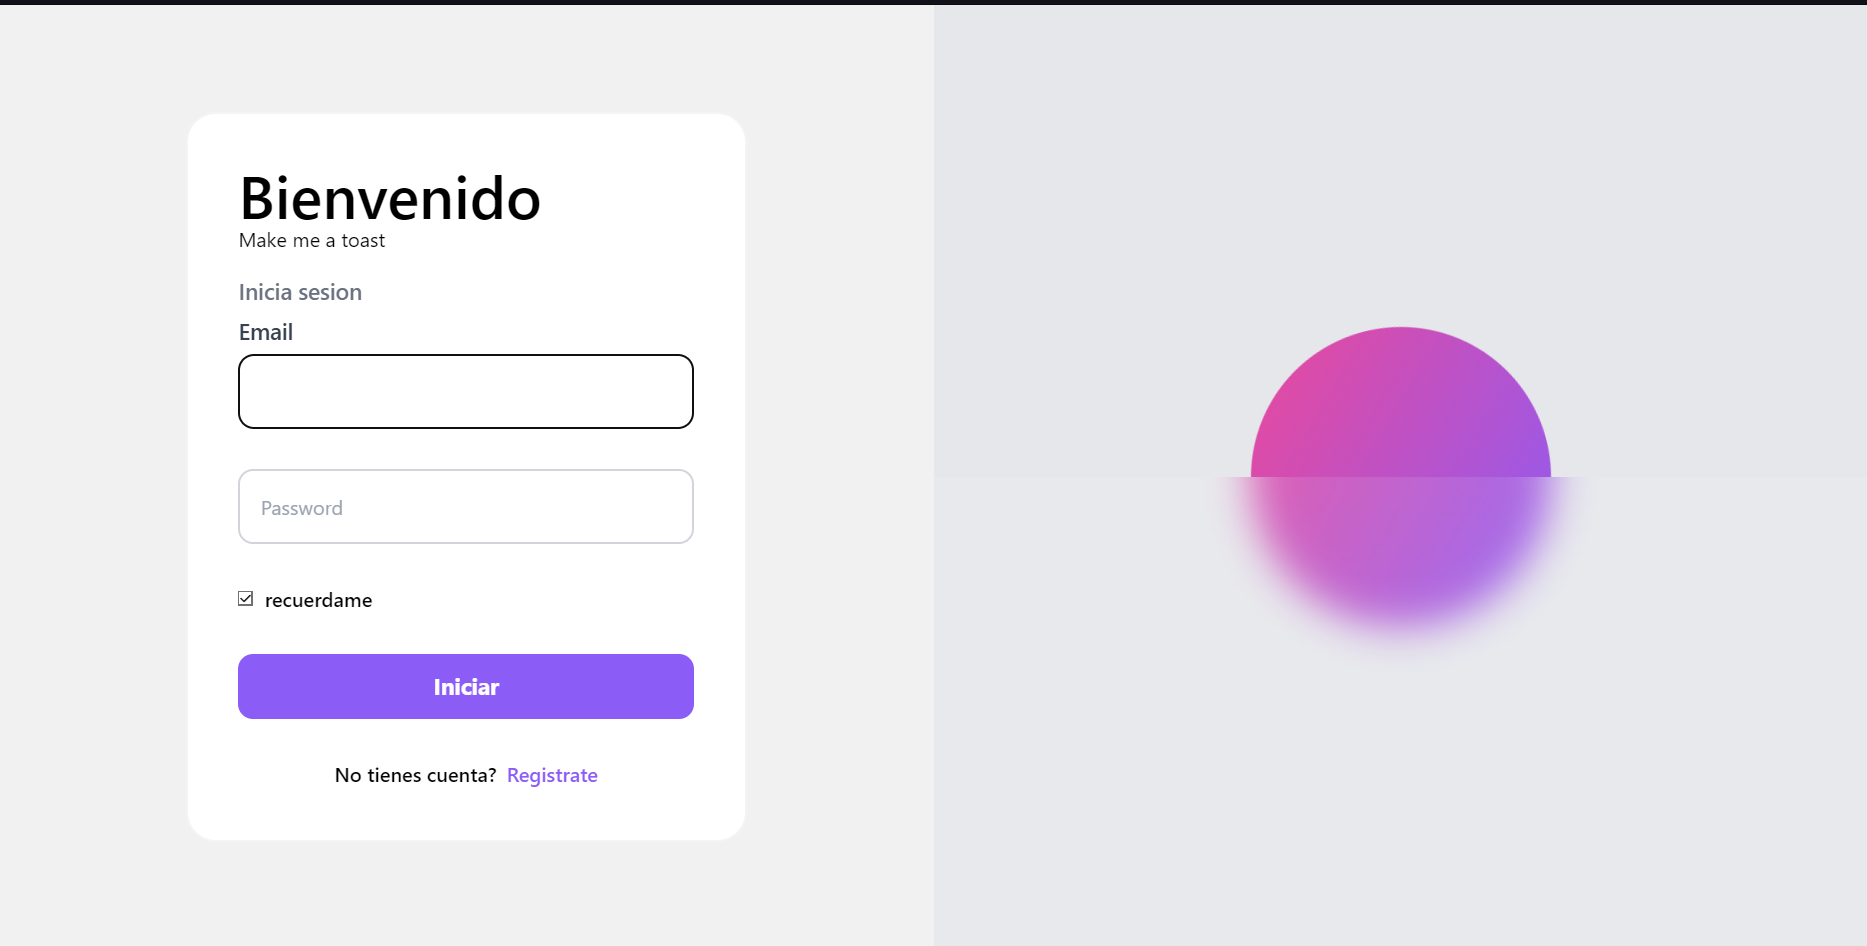 Bienvenido
Make me a toast
Inicia sesion
Email
Password
recuerdame
Iniciar
No tienes cuenta? Registrate